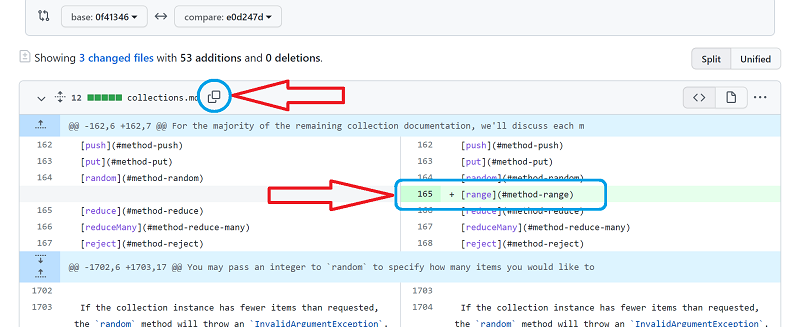 base: 0f41346 compare: e0d247d
Showing 3 changed files with 53 additions and 0 deletions. Split Unified
12 collections.md
@@ -162,6 +162,7 @@ For the majority of the remaining collection documentation, we'll discuss each m
162 [push](#method-push) 162 [push](#method-push)
163 [put](#method-put) 163 [put](#method-put)
164 [random](#method-random) 164 [random](#method-random)
165 + [range](#method-range)
165 [reduce](#method-reduce) 166 [reduce](#method-reduce)
166 [reduceMany](#method-reduce-many) 167 [reduceMany](#method-reduce-many)
167 [reject](#method-reject) 168 [reject](#method-reject)
@@ -1702,6 +1703,17 @@ You may pass an integer to `random` to specify how many items you would like to
1702 1703
1703 If the collection instance has fewer items than requested, 1704 If the collection instance has fewer items than requested,
the `random` method will throw an `InvalidArgumentException`. the `random` method will throw an `InvalidArgumentException`.